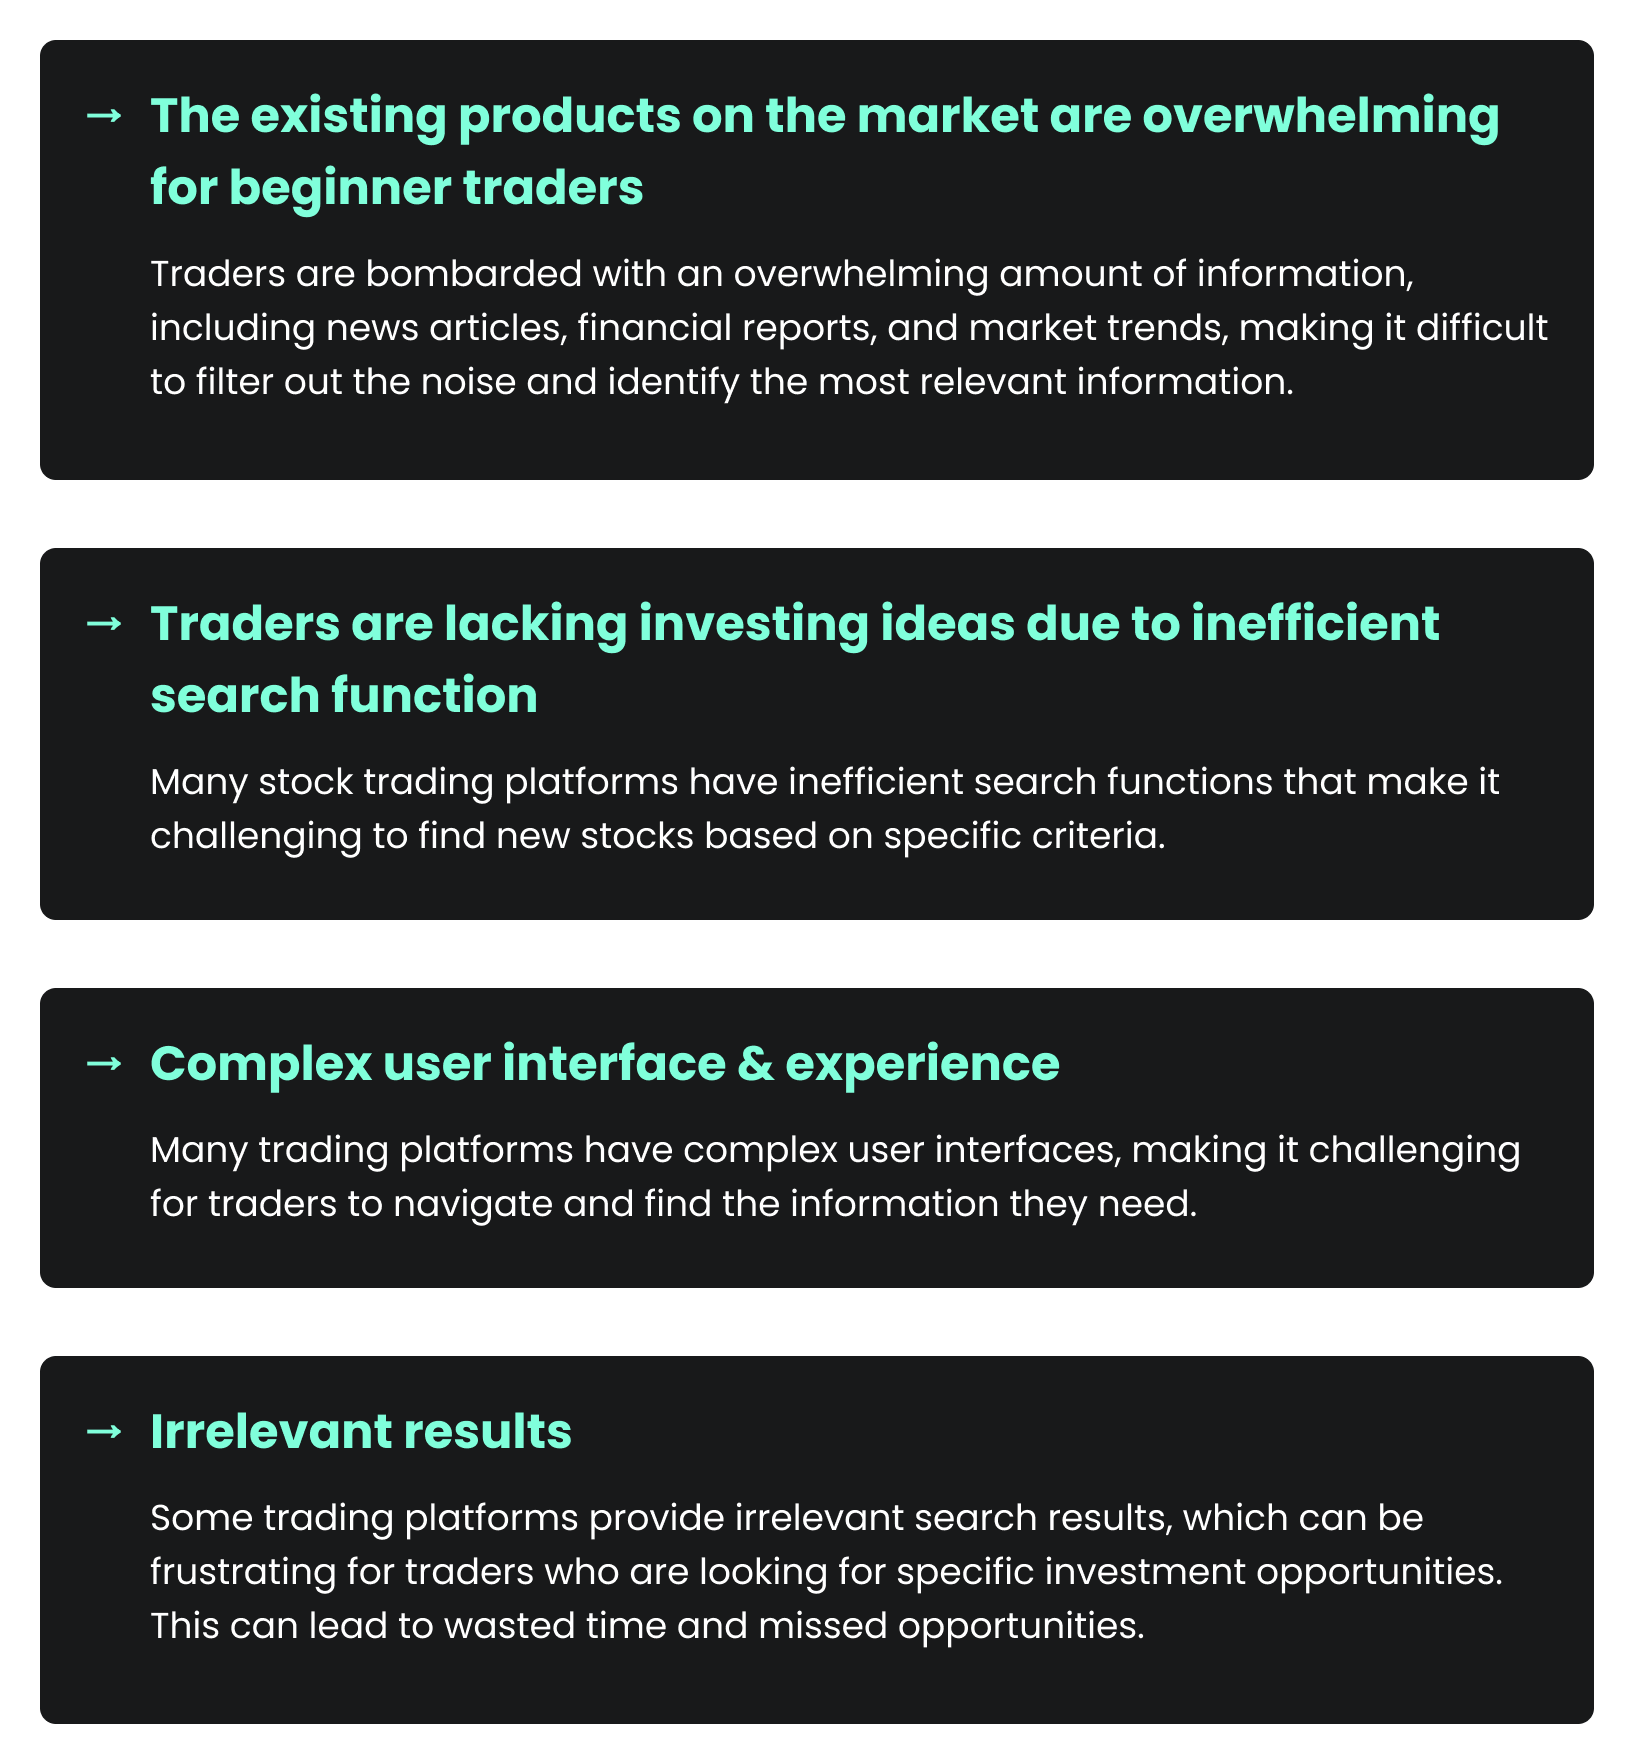 → The existing products on the market are overwhelming
for beginner traders
Traders are bombarded with an overwhelming amount of information,
including news articles, financial reports, and market trends, making it difficult
to filter out the noise and identify the most relevant information.
→ Traders are lacking investing ideas due to inefficient
search function
Many stock trading platforms have inefficient search functions that make it
challenging to find new stocks based on specific criteria.
→ Complex user interface & experience
Many trading platforms have complex user interfaces, making it challenging
for traders to navigate and find the information they need.
→ Irrelevant results
Some trading platforms provide irrelevant search results, which can be
frustrating for traders who are looking for specific investment opportunities.
This can lead to wasted time and missed opportunities.